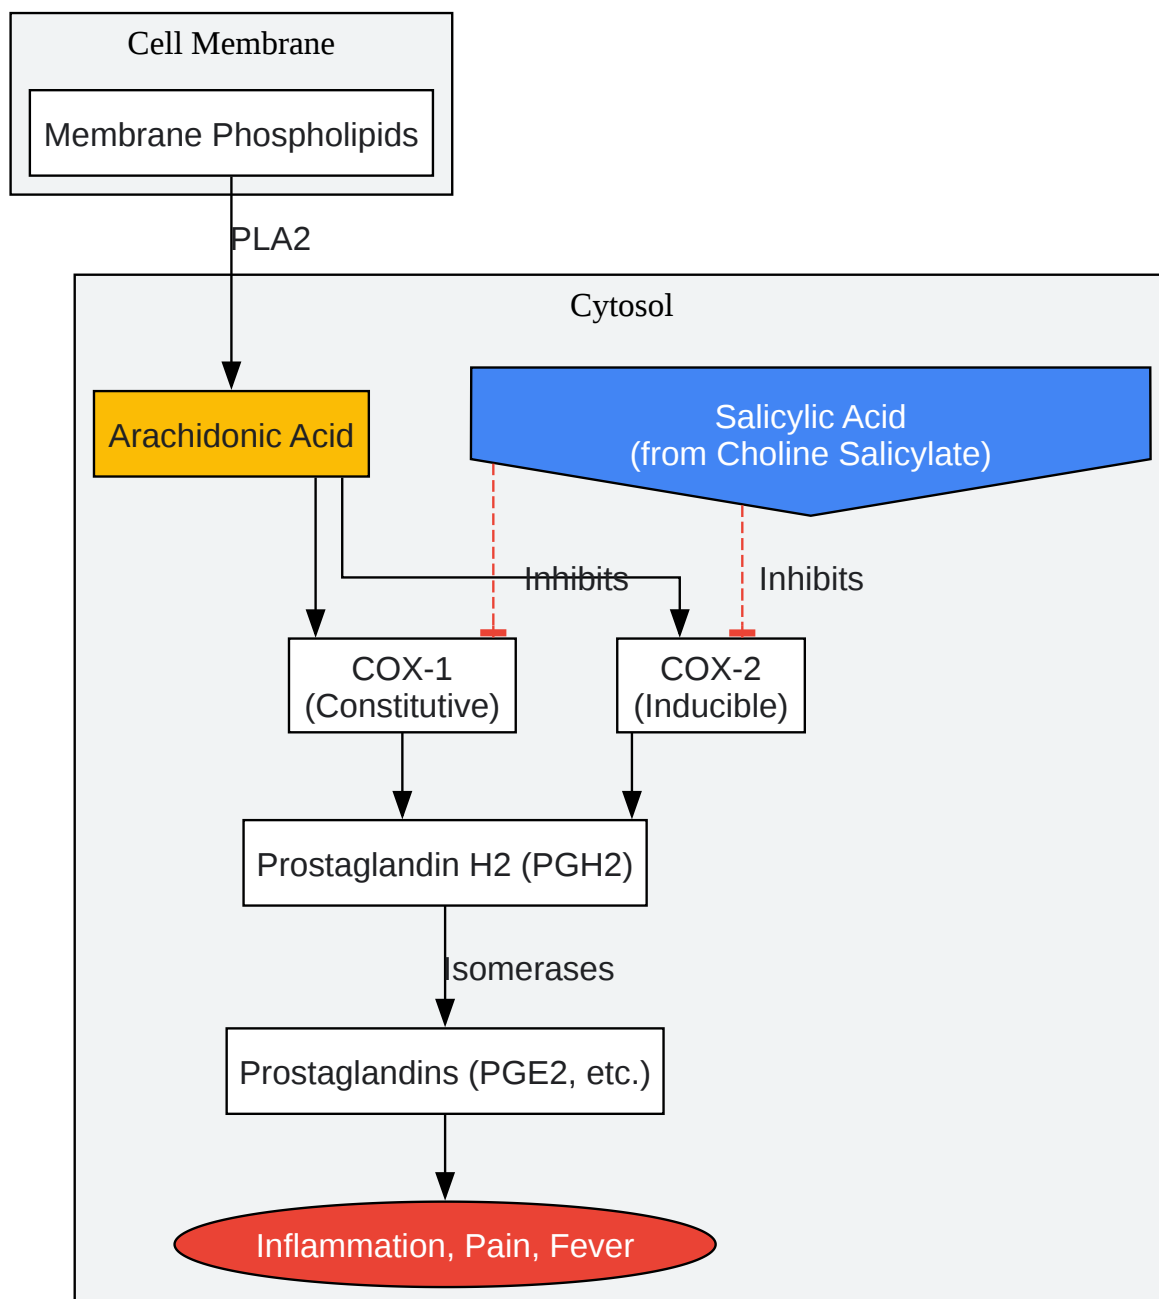 Cell Membrane
Membrane Phospholipids
PLA2
Cytosol
Arachidonic Acid
Salicylic Acid
(from Choline Salicylate)
Inhibits
Inhibits
COX-1
(Constitutive)
COX-2
(Inducible)
Prostaglandin H2 (PGH2)
Isomerases
Prostaglandins (PGE2, etc.)
Inflammation, Pain, Fever